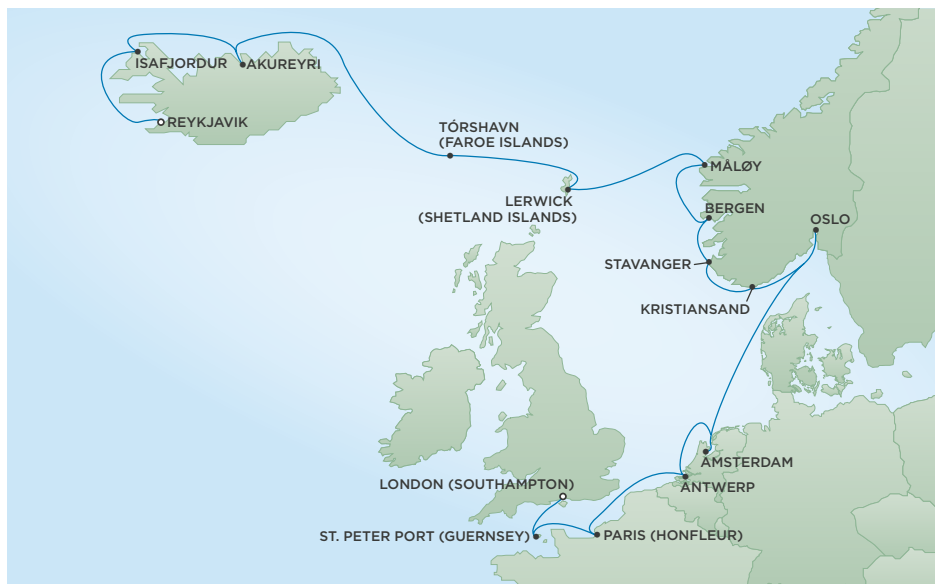 ISAFJORDUR
AKUREYRI
REYKJAVIK
TÓRSHAVN
(FAROE ISLANDS)
MÅLØY
LERWICK
(SHETLAND ISLANDS)
BERGEN
OSLO
STAVANGER
KRISTIANSAND
AMSTERDAM
LONDON (SOUTHAMPTON)
ANTWERP
ST. PETER PORT (GUERNSEY)
PARIS (HONFLEUR)